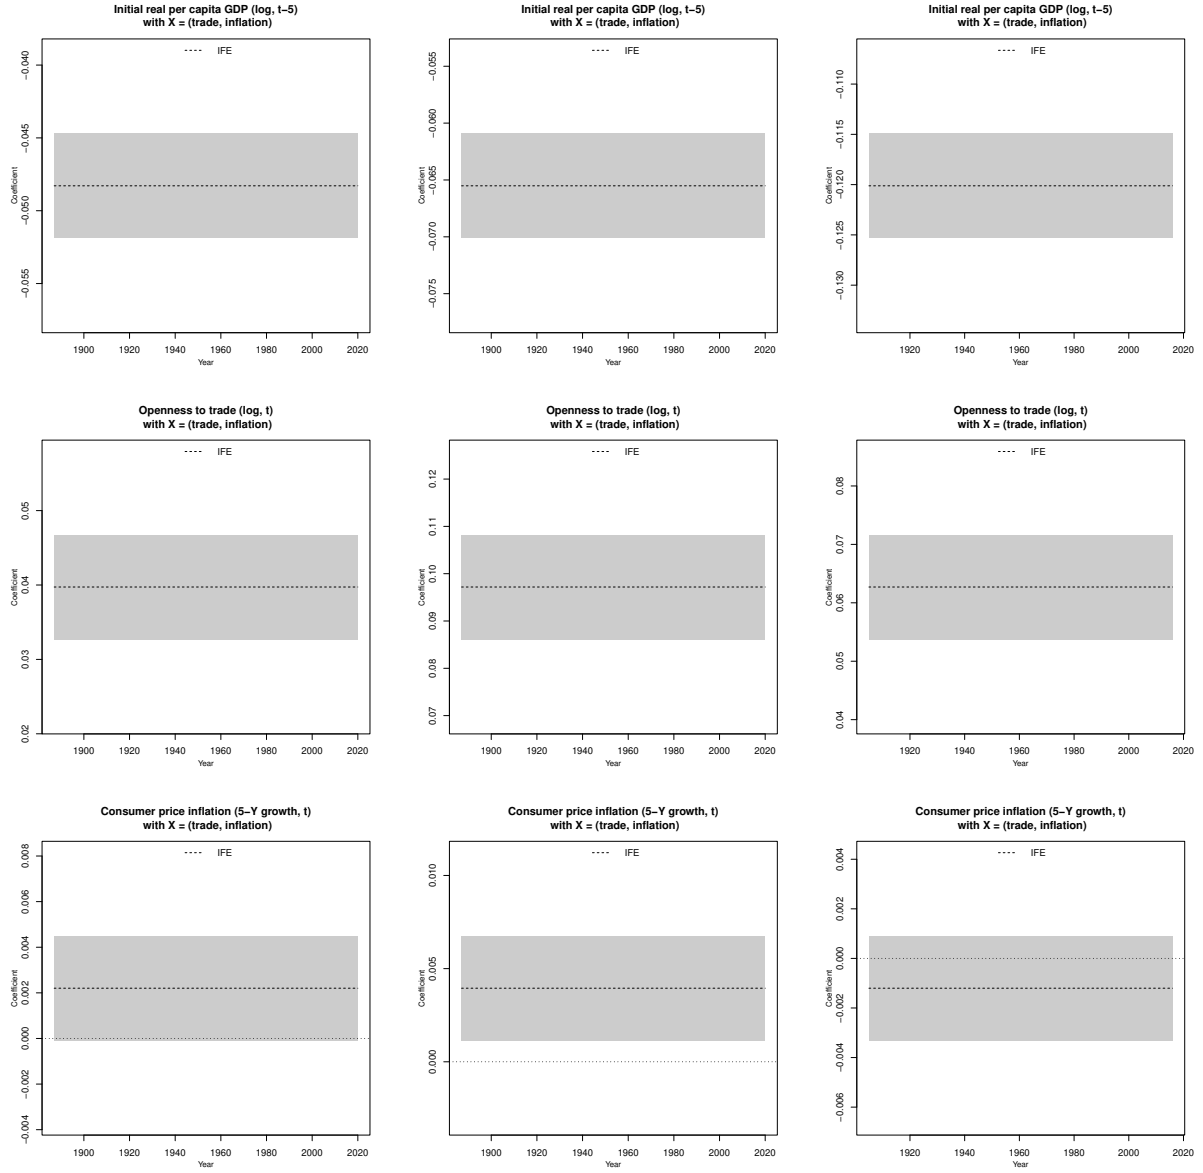 Initial real per capita GDP (log, t−5)
with X = (trade, inflation)
IFE
−0.040
−0.045
−0.050
−0.055
Coefficient
1900 1920 1940 1960 1980 2000 2020
Year
Initial real per capita GDP (log, t−5)
with X = (trade, inflation)
IFE
−0.055
−0.060
−0.065
−0.070
−0.075
Coefficient
1900 1920 1940 1960 1980 2000 2020
Year
Initial real per capita GDP (log, t−5)
with X = (trade, inflation)
IFE
−0.110
−0.115
−0.120
−0.125
−0.130
Coefficient
1920 1940 1960 1980 2000 2020
Year
Openness to trade (log, t)
with X = (trade, inflation)
IFE
0.05
0.04
0.03
0.02
Coefficient
1900 1920 1940 1960 1980 2000 2020
Year
Openness to trade (log, t)
with X = (trade, inflation)
IFE
0.12
0.11
0.10
0.09
0.08
0.07
Coefficient
1900 1920 1940 1960 1980 2000 2020
Year
Openness to trade (log, t)
with X = (trade, inflation)
IFE
0.08
0.07
0.06
0.05
0.04
Coefficient
1920 1940 1960 1980 2000 2020
Year
Consumer price inflation (5−Y growth, t)
with X = (trade, inflation)
IFE
0.008
0.006
0.004
0.002
0.000
−0.002
−0.004
Coefficient
1900 1920 1940 1960 1980 2000 2020
Year
Consumer price inflation (5−Y growth, t)
with X = (trade, inflation)
IFE
0.010
0.005
0.000
Coefficient
1900 1920 1940 1960 1980 2000 2020
Year
Consumer price inflation (5−Y growth, t)
with X = (trade, inflation)
IFE
0.004
0.002
0.000
−0.002
−0.004
−0.006
Coefficient
1920 1940 1960 1980 2000 2020
Year